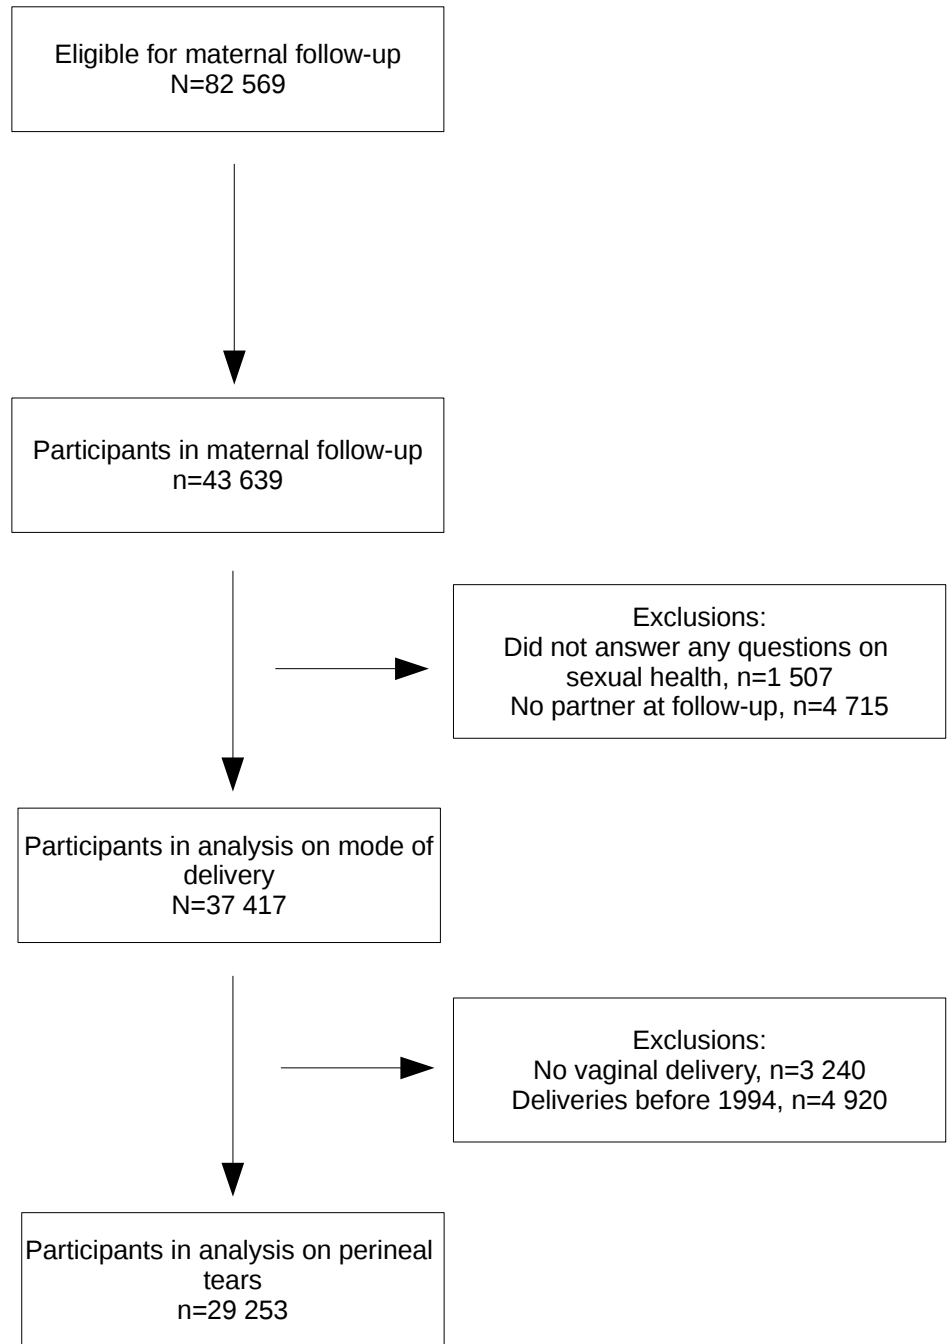 Eligible for maternal follow-up
N=82 569
Participants in maternal follow-up
n=43 639
Exclusions:
Did not answer any questions on
sexual health, n=1 507
No partner at follow-up, n=4 715
Participants in analysis on mode of
delivery
N=37 417
Exclusions:
No vaginal delivery, n=3 240
Deliveries before 1994, n=4 920
Participants in analysis on perineal
tears
n=29 253